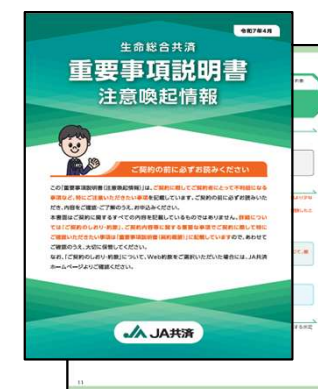 令和7年4月
生命総合共済
重要事項説明書
注意喚起情報
ご契約の前に必ずお読みください
この「重要事項説明書（注意喚起情報）」は、ご契約に際してご契約者にとって不利益になる
事項など、特にご注意いただきたい事項を記載しています。ご契約の前に必ずお読みいた
だき、内容をご確認・ご了解のうえ、お申込みください。
本書面はご契約に関するすべての内容を記載しているものではありません。詳細につい
ては「ご契約のしおり・約款」、ご契約内容等に関する重要な事項でご契約に際して特に
ご確認いただきたい事項は「重要事項説明書（契約概要）」に記載していますので、あわせて
ご確認のうえ、大切に保管してください。
なお、「ご契約のしおり・約款」について、Web約款をご選択いただいた場合には、JA共済
ホームページよりご確認ください。
JA共済
11